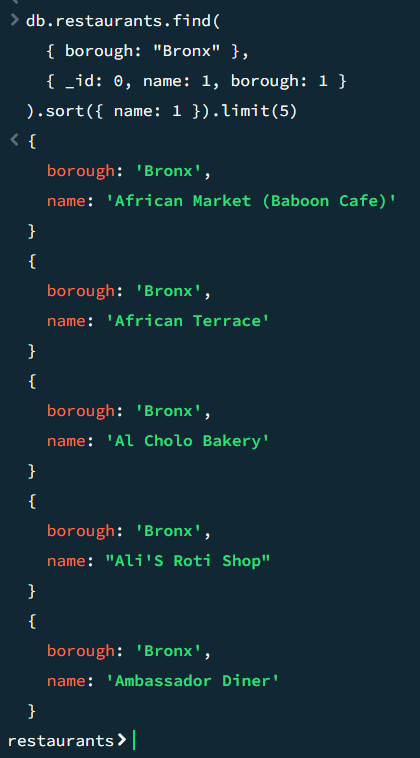 > db.restaurants.find(
{ borough: "Bronx" },
{ _id: 0, name: 1, borough: 1 }
).sort({ name: 1 }).limit(5)
< {
borough: 'Bronx',
name: 'African Market (Baboon Cafe)'
}
{
borough: 'Bronx',
name: 'African Terrace'
}
{
borough: 'Bronx',
name: 'Al Cholo Bakery'
}
{
borough: 'Bronx',
name: "Ali'S Roti Shop"
}
{
borough: 'Bronx',
name: 'Ambassador Diner'
}
restaurants>